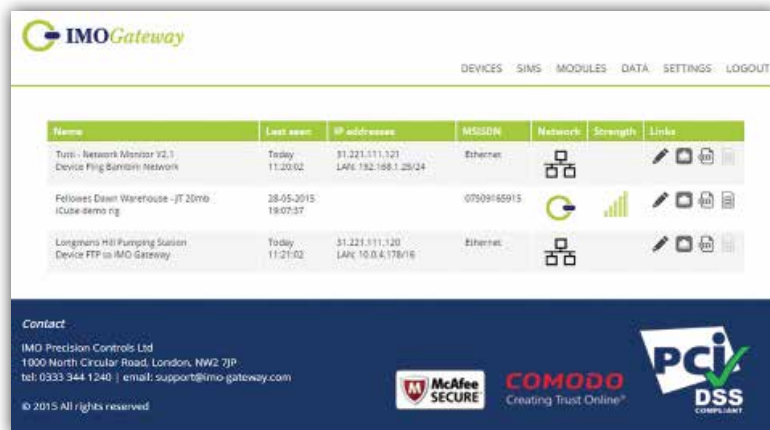 IMOGateway
DEVICES SIMS MODULES DATA SETTINGS LOGOUT
Name Last seen IP addresses MSISDN Network Strength Links
Tutti - Network Monitor V2.1
Device Ping Bambini Network
Today
11:20:02
31.221.111.121
LAN: 192.168.1.25/24
Ethernet
Fellowes Dawn Warehouse - JT 20mb
iCube demo rig
28-05-2015
19:07:37
07509165915
Longmans Hill Pumping Station
Device FTP to IMO Gateway
Today
11:21:02
31.221.111.120
LAN: 10.0.4.178/16
Ethernet
Contact
IMO Precision Controls Ltd
1000 North Circular Road, London, NW2 7JP
tel: 0333 344 1240 | email: support@imo-gateway.com
© 2015 All rights reserved
McAfee
SECURE
COMODO
Creating Trust Online®
PCi
DSS
COMPLIANT